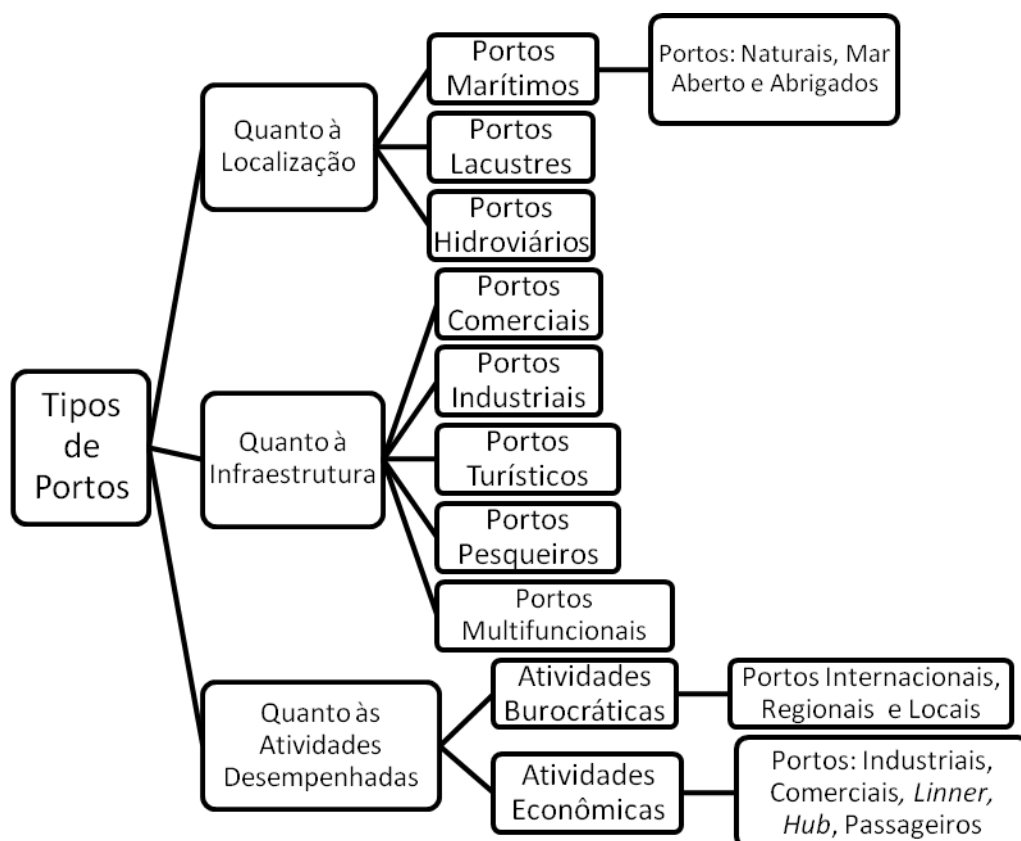 Tipos
de
Portos
Quanto à
Localização
Portos
Marítimos
Portos: Naturais, Mar
Aberto e Abrigados
Portos
Lacustres
Portos
Hidroviários
Quanto à
Infraestrutura
Portos
Comerciais
Portos
Industriais
Portos
Turísticos
Portos
Pesqueiros
Portos
Multifuncionais
Quanto às
Atividades
Desempenhadas
Atividades
Burocráticas
Portos Internacionais,
Regionais e Locais
Atividades
Econômicas
Portos: Industriais,
Comerciais, Linner,
Hub, Passageiros